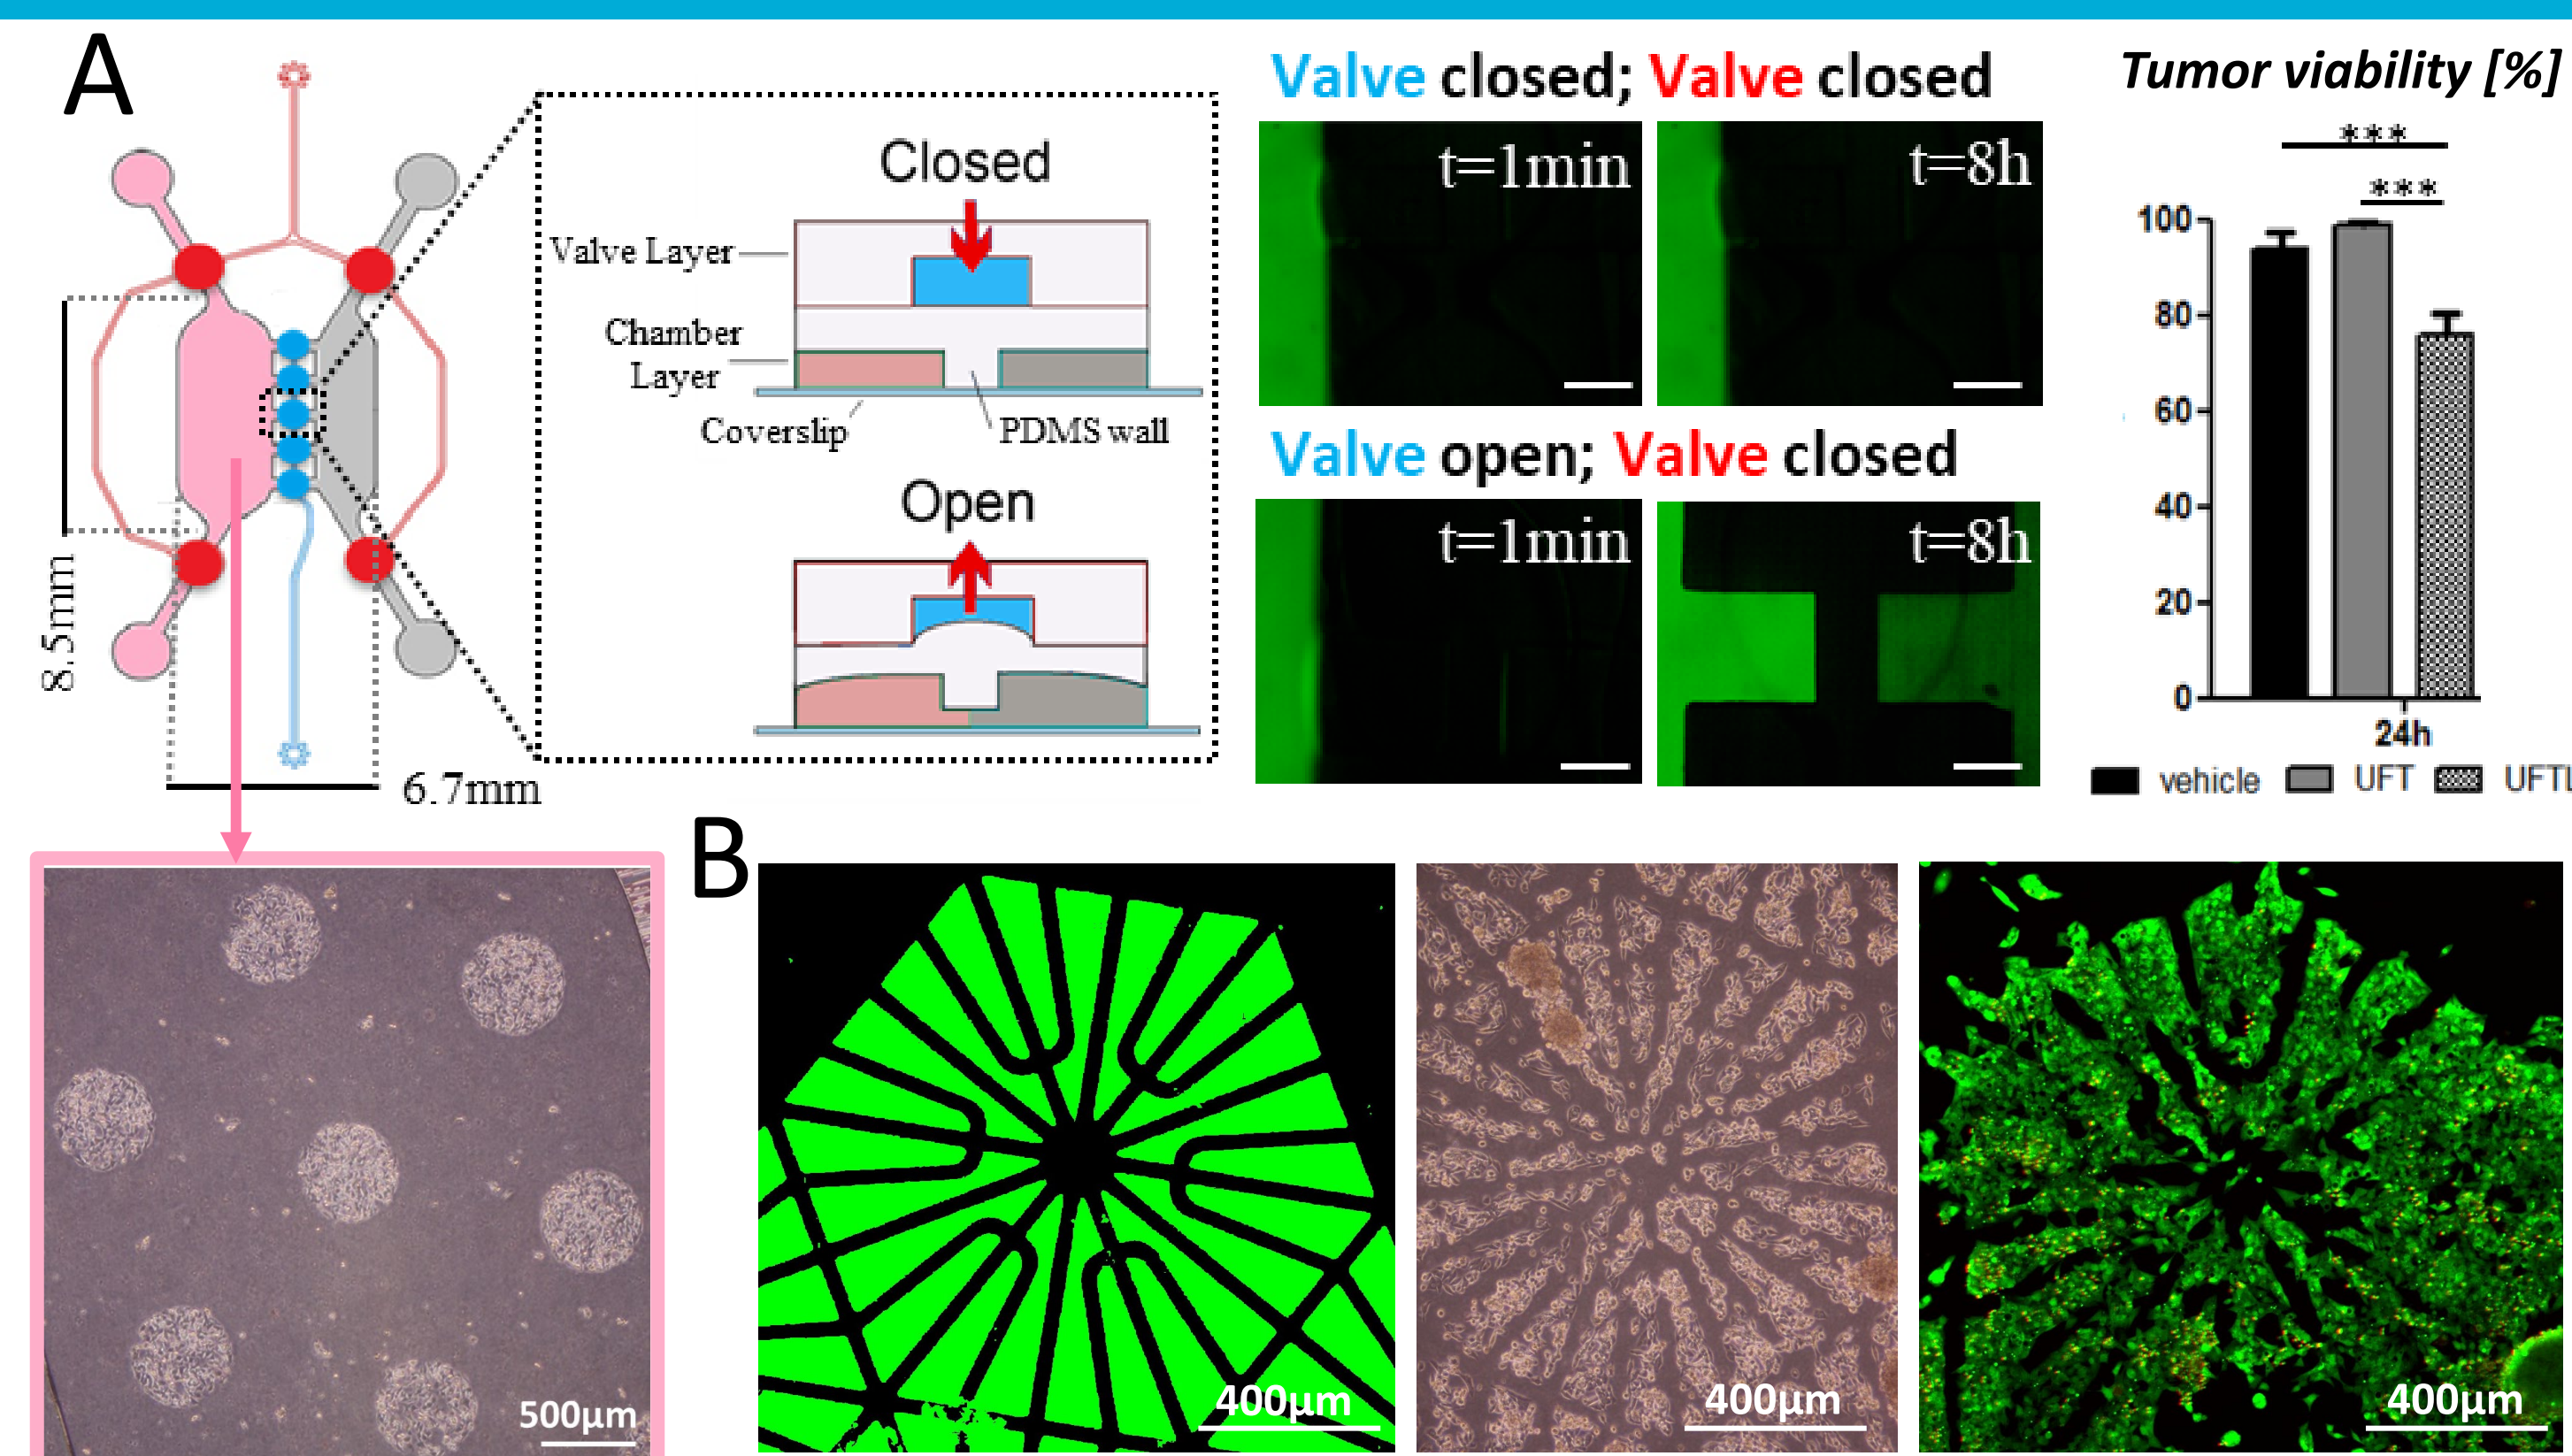 A
Closed
Valve Layer
Chamber
Layer
Coverslip
PDMS wall
Open
8.5mm
6.7mm
Valve closed; Valve closed
t=1min
t=8h
Valve open; Valve closed
t=1min
t=8h
Tumor viability [%]
***
***
100
80
60
40
20
0
24h
vehicle UFT UFTL
500µm
B
400µm
400µm
400µm